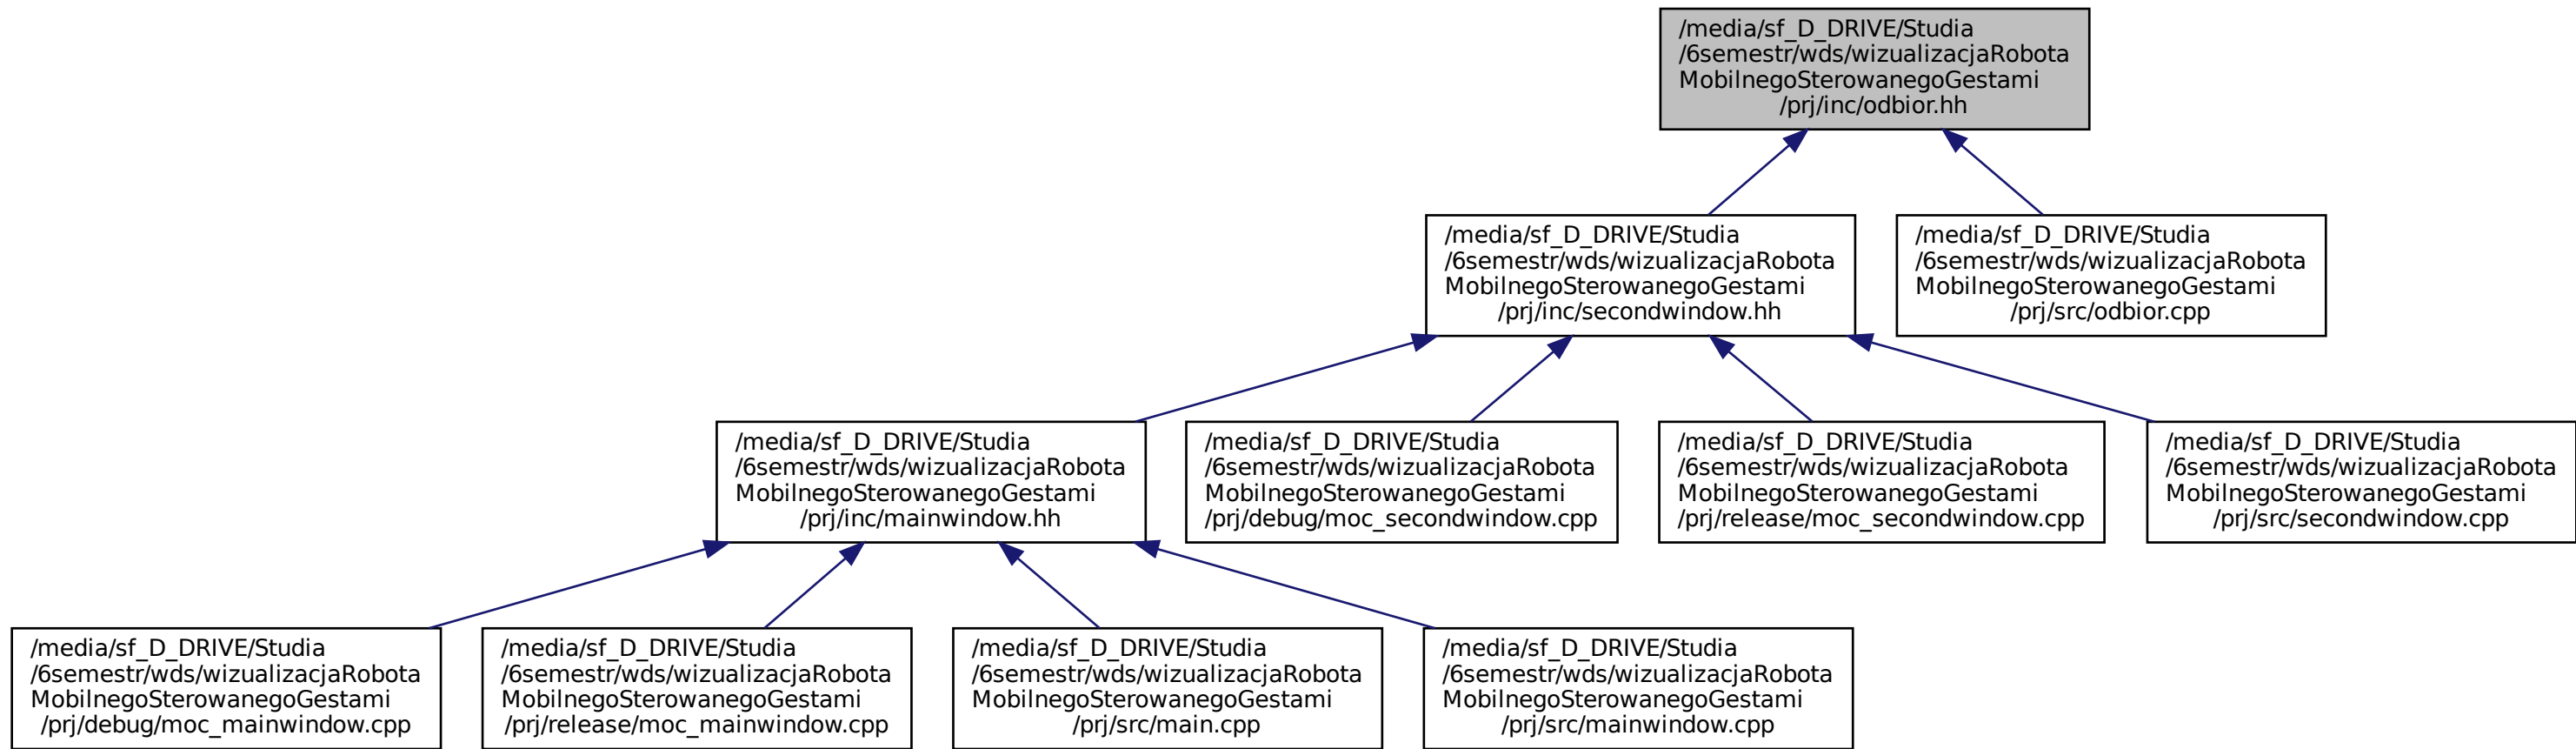 /media/sf_D_DRIVE/Studia
/6semestr/wds/wizualizacjaRobota
MobilnegoSterowanegoGestami
/prj/inc/odbior.hh
/media/sf_D_DRIVE/Studia
/6semestr/wds/wizualizacjaRobota
MobilnegoSterowanegoGestami
/prj/inc/secondwindow.hh
/media/sf_D_DRIVE/Studia
/6semestr/wds/wizualizacjaRobota
MobilnegoSterowanegoGestami
/prj/src/odbior.cpp
/media/sf_D_DRIVE/Studia
/6semestr/wds/wizualizacjaRobota
MobilnegoSterowanegoGestami
/prj/inc/mainwindow.hh
/media/sf_D_DRIVE/Studia
/6semestr/wds/wizualizacjaRobota
MobilnegoSterowanegoGestami
/prj/debug/moc_secondwindow.cpp
/media/sf_D_DRIVE/Studia
/6semestr/wds/wizualizacjaRobota
MobilnegoSterowanegoGestami
/prj/release/moc_secondwindow.cpp
/media/sf_D_DRIVE/Studia
/6semestr/wds/wizualizacjaRobota
MobilnegoSterowanegoGestami
/prj/src/secondwindow.cpp
/media/sf_D_DRIVE/Studia
/6semestr/wds/wizualizacjaRobota
MobilnegoSterowanegoGestami
/prj/debug/moc_mainwindow.cpp
/media/sf_D_DRIVE/Studia
/6semestr/wds/wizualizacjaRobota
MobilnegoSterowanegoGestami
/prj/release/moc_mainwindow.cpp
/media/sf_D_DRIVE/Studia
/6semestr/wds/wizualizacjaRobota
MobilnegoSterowanegoGestami
/prj/src/main.cpp
/media/sf_D_DRIVE/Studia
/6semestr/wds/wizualizacjaRobota
MobilnegoSterowanegoGestami
/prj/src/mainwindow.cpp